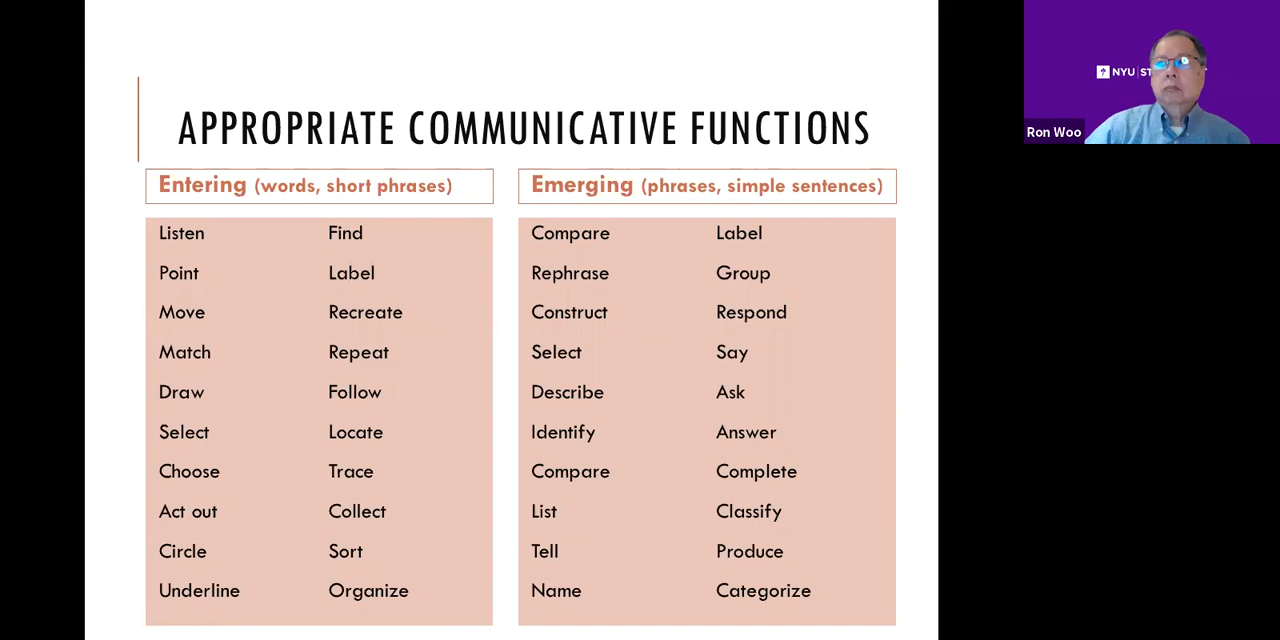 APPROPRIATE COMMUNICATIVE FUNCTIONS
Entering (words, short phrases)
Listen
Point
Move
Match
Draw
Select
Choose
Act out
Circle
Underline
Find
Label
Recreate
Repeat
Follow
Locate
Trace
Collect
Sort
Organize
Emerging (phrases, simple sentences)
Compare
Rephrase
Construct
Select
Describe
Identify
Compare
List
Tell
Name
Label
Group
Respond
Say
Ask
Answer
Complete
Classify
Produce
Categorize
NYU
Ron Woo